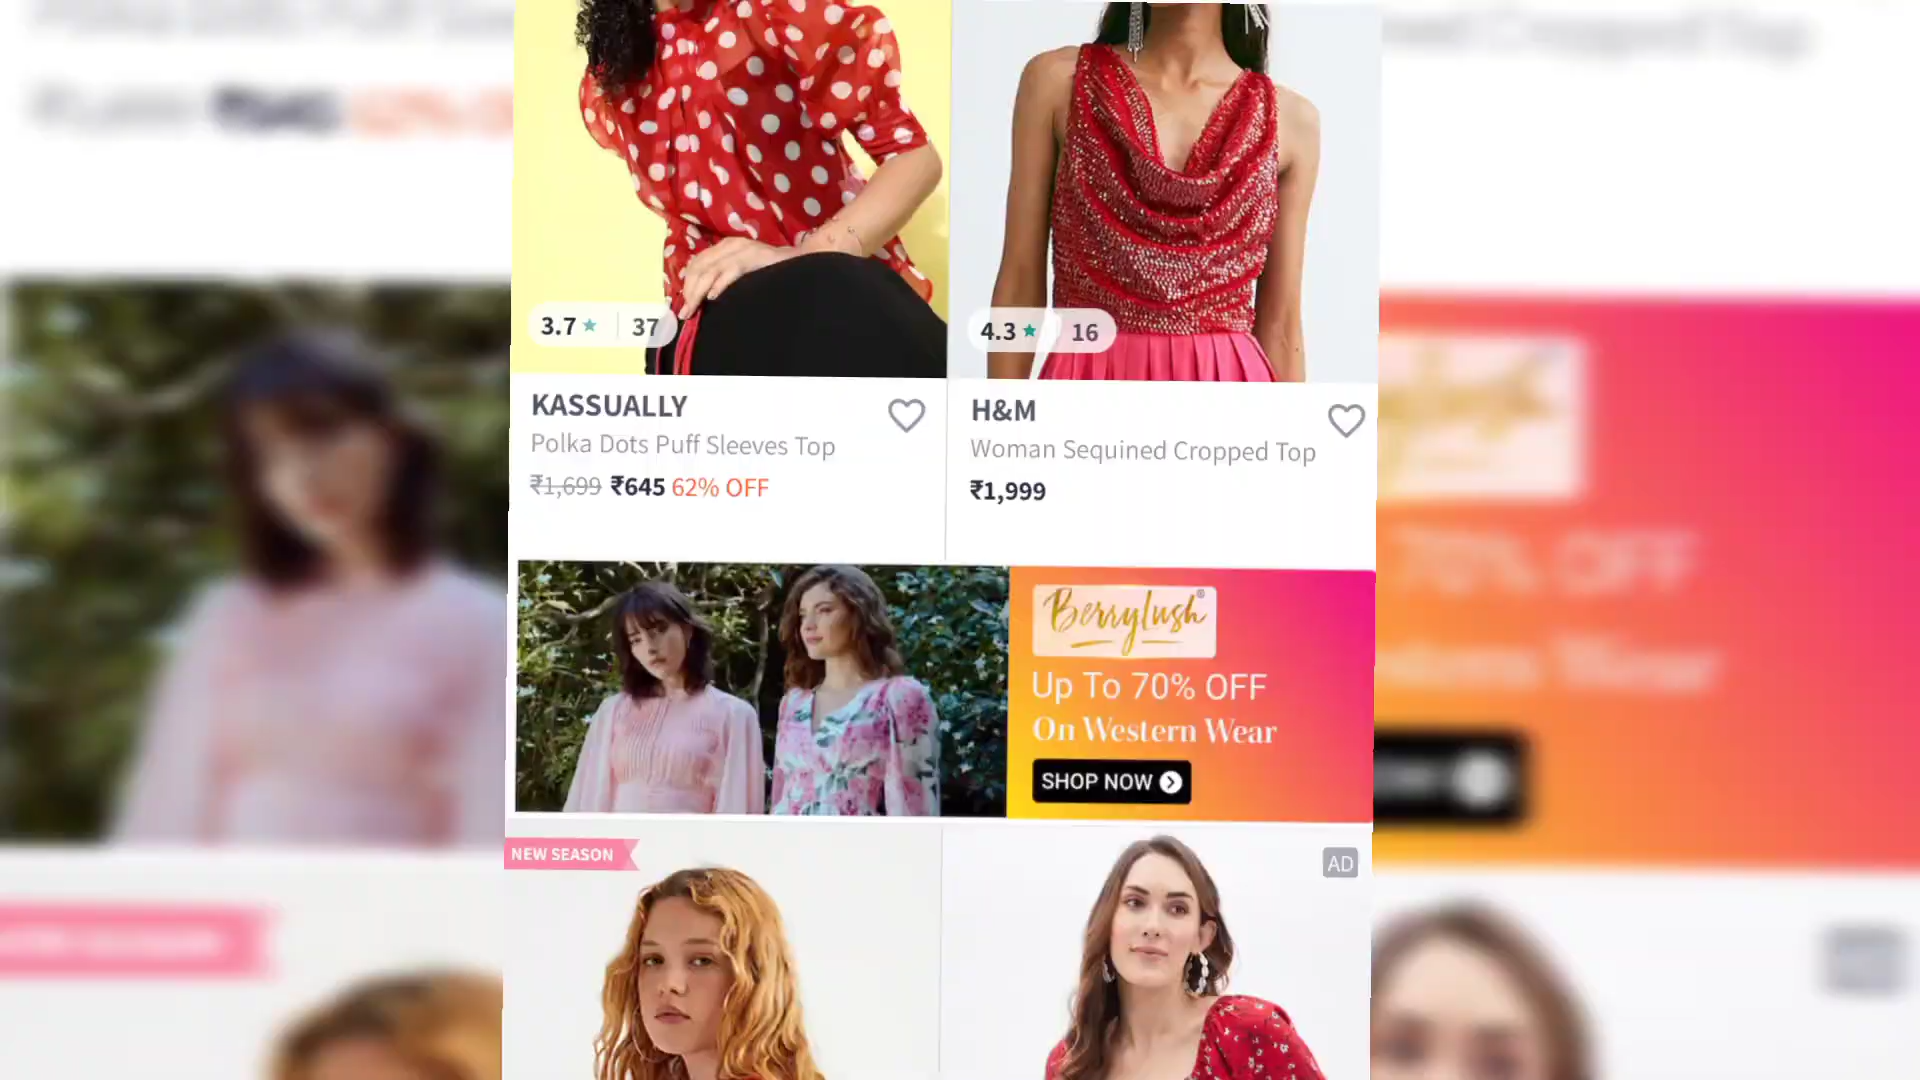 3.7 ★ | 37
4.3 ★ | 16
KASSUALLY
Polka Dots Puff Sleeves Top
₹1,699 ₹645 62% OFF
H&M
Woman Sequined Cropped Top
₹1,999
Berrylush®
Up To 70% OFF
On Western Wear
SHOP NOW
NEW SEASON
AD